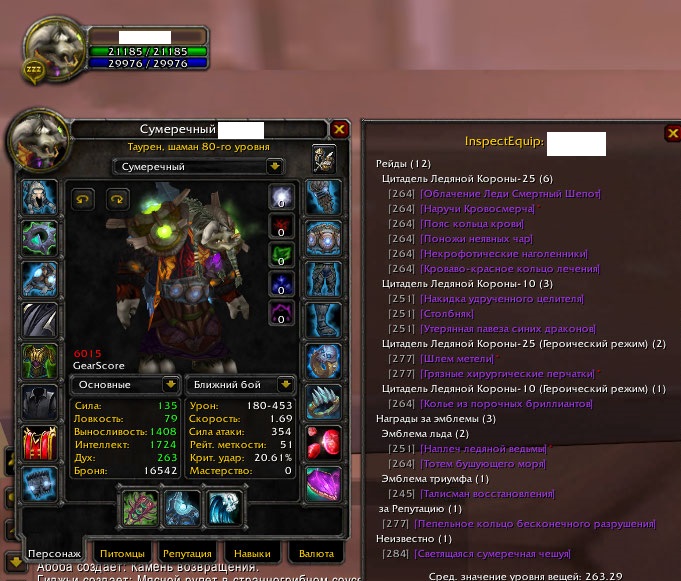 21185 / 21185
29976 / 29976
zzz
Сумеречный
Таурен, шаман 80-го уровня
Сумеречный
0
0
0
0
0
6015
GearScore
Основные
Ближний бой
Сила: 135
Ловкость: 79
Выносливость: 1408
Интеллект: 1724
Дух: 263
Броня: 16542
Урон: 180-453
Скорость: 1.69
Сила атаки: 354
Рейт. меткости: 51
Крит. удар: 20.61%
Мастерство: 0
Персонаж
Питомцы
Репутация
Навыки
Валюта
Аббоа создает: Камень возвращения.
InspectEquip:
Рейды (12)
Цитадель Ледяной Короны-25 (6)
[264] [Облачение Леди Смертный Шепот]
[264] [Наручи Кровосмерча]*
[264] [Пояс кольца крови]
[264] [Поножи неявных чар]
[264] [Некрофотические наголенники]
[264] [Кроваво-красное кольцо лечения]
Цитадель Ледяной Короны-10 (3)
[251] [Накидка удрученного целителя]
[251] [Столбняк]
[251] [Утерянная павеза синих драконов]
Цитадель Ледяной Короны-25 (Героический режим) (2)
[277] [Шлем метели]*
[277] [Грязные хирургические перчатки]*
Цитадель Ледяной Короны-10 (Героический режим) (1)
[264] [Колье из порочных бриллиантов]
Награды за эмблемы (3)
Эмблема льда (2)
[251] [Наплеч ледяной ведьмы]*
[264] [Тотем бушующего моря]
Эмблема триумфа (1)
[245] [Талисман восстановления]
за Репутацию (1)
[277] [Пепельное кольцо бесконечного разрушения]
Неизвестно (1)
[284] [Светящаяся сумеречная чешуя]
Сред. значение уровня вещей: 263.29